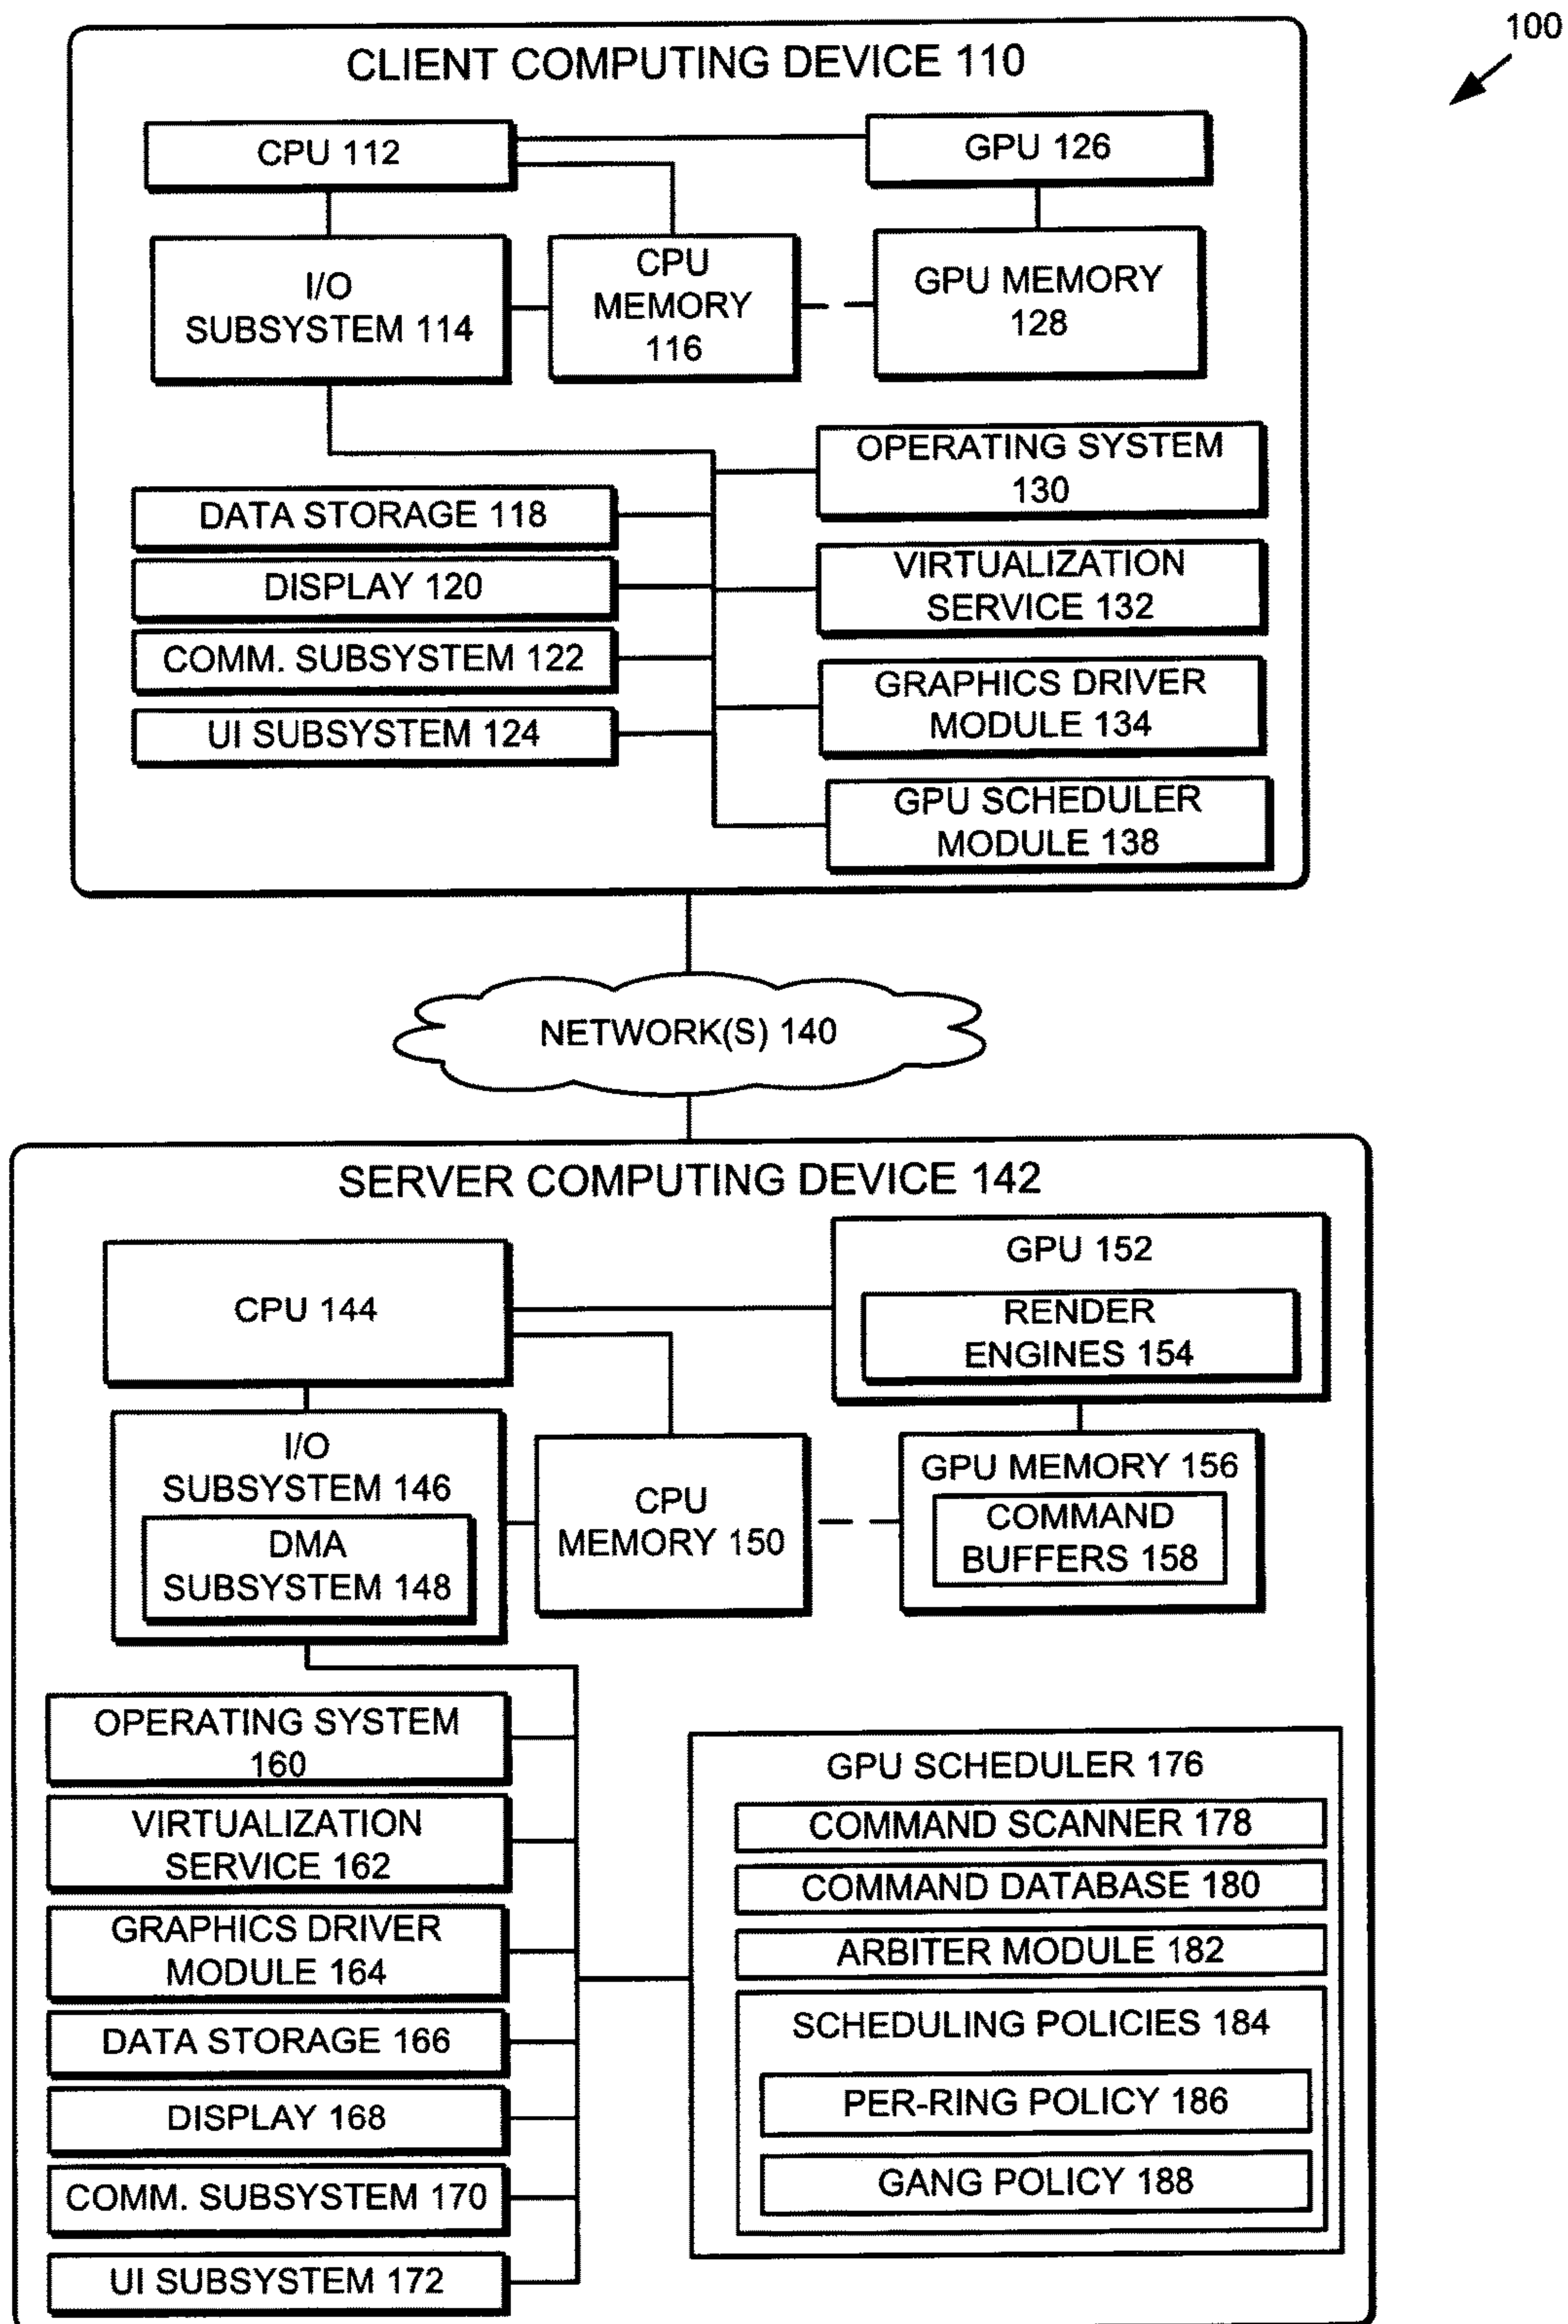 100
CLIENT COMPUTING DEVICE 110
CPU 112
GPU 126
I/O
SUBSYSTEM 114
CPU
MEMORY
116
GPU MEMORY
128
OPERATING SYSTEM
130
DATA STORAGE 118
VIRTUALIZATION
SERVICE 132
DISPLAY 120
COMM. SUBSYSTEM 122
GRAPHICS DRIVER
MODULE 134
UI SUBSYSTEM 124
GPU SCHEDULER
MODULE 138
NETWORK(S) 140
SERVER COMPUTING DEVICE 142
CPU 144
GPU 152
RENDER
ENGINES 154
I/O
SUBSYSTEM 146
DMA
SUBSYSTEM 148
CPU
MEMORY 150
GPU MEMORY 156
COMMAND
BUFFERS 158
OPERATING SYSTEM
160
VIRTUALIZATION
SERVICE 162
GRAPHICS DRIVER
MODULE 164
DATA STORAGE 166
DISPLAY 168
COMM. SUBSYSTEM 170
UI SUBSYSTEM 172
GPU SCHEDULER 176
COMMAND SCANNER 178
COMMAND DATABASE 180
ARBITER MODULE 182
SCHEDULING POLICIES 184
PER-RING POLICY 186
GANG POLICY 188